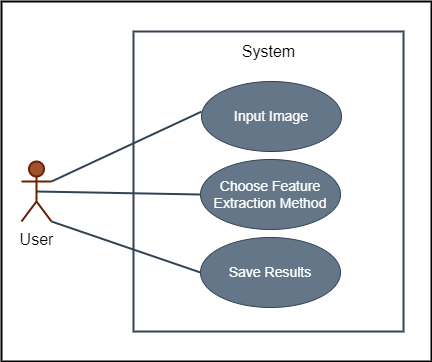 System
Input Image
Choose Feature
Extraction Method
User
Save Results